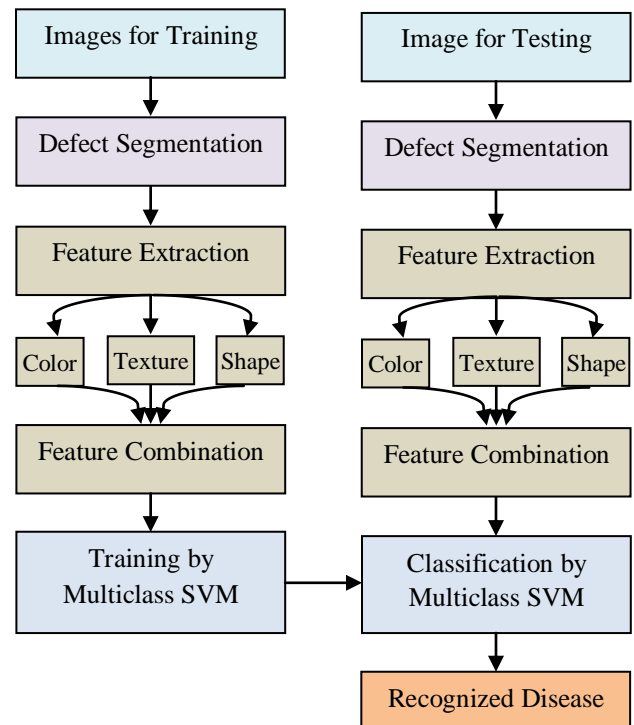 Images for Training
Defect Segmentation
Feature Extraction
Color
Texture
Shape
Feature Combination
Training by
Multiclass SVM
Image for Testing
Defect Segmentation
Feature Extraction
Color
Texture
Shape
Feature Combination
Classification by
Multiclass SVM
Recognized Disease